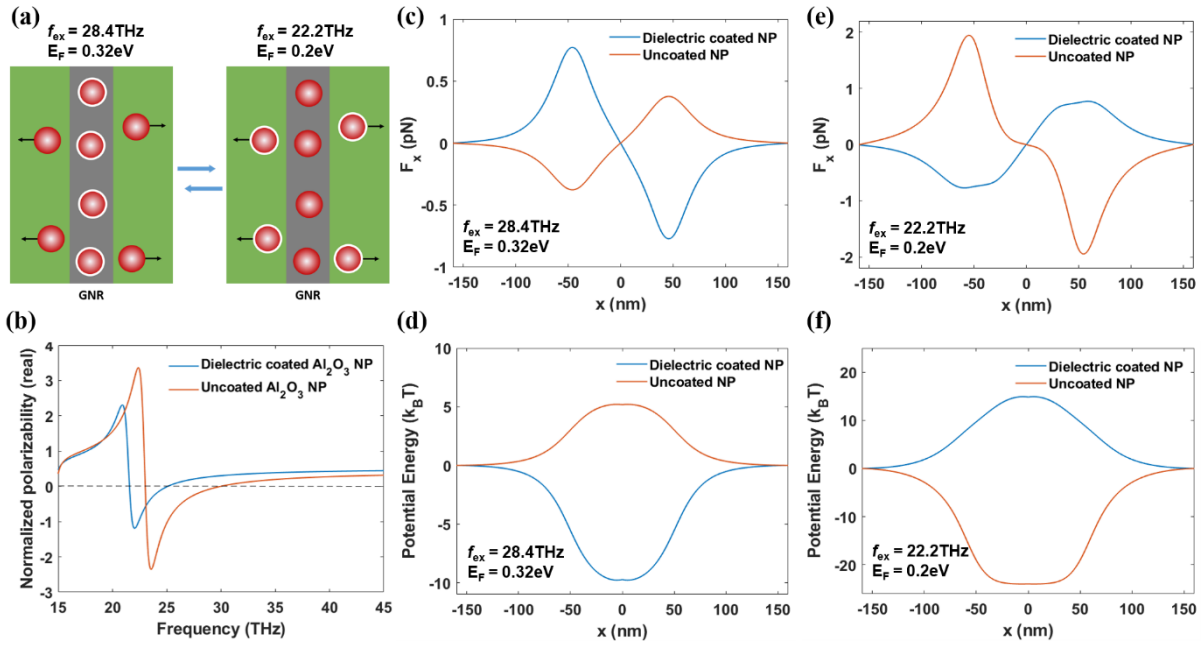 (a)
f_ex = 28.4THz
E_F = 0.32eV
f_ex = 22.2THz
E_F = 0.2eV
GNR
GNR
(b)
Normalized polarizability (real)
4
3
2
1
0
-1
-2
-3
15 20 25 30 35 40 45
Frequency (THz)
Dielectric coated Al₂O₃ NP
Uncoated Al₂O₃ NP
(c)
F_x (pN)
1
0.5
0
-0.5
-1
-150 -100 -50 0 50 100 150
x (nm)
Dielectric coated NP
Uncoated NP
f_ex = 28.4THz
E_F = 0.32eV
(d)
Potential Energy (k_BT)
10
5
0
-5
-10
-150 -100 -50 0 50 100 150
x (nm)
Dielectric coated NP
Uncoated NP
f_ex = 28.4THz
E_F = 0.32eV
(e)
F_x (pN)
2
1
0
-1
-2
-150 -100 -50 0 50 100 150
x (nm)
Dielectric coated NP
Uncoated NP
f_ex = 22.2THz
E_F = 0.2eV
(f)
Potential Energy (k_BT)
20
10
0
-10
-20
-150 -100 -50 0 50 100 150
x (nm)
Dielectric coated NP
Uncoated NP
f_ex = 22.2THz
E_F = 0.2eV